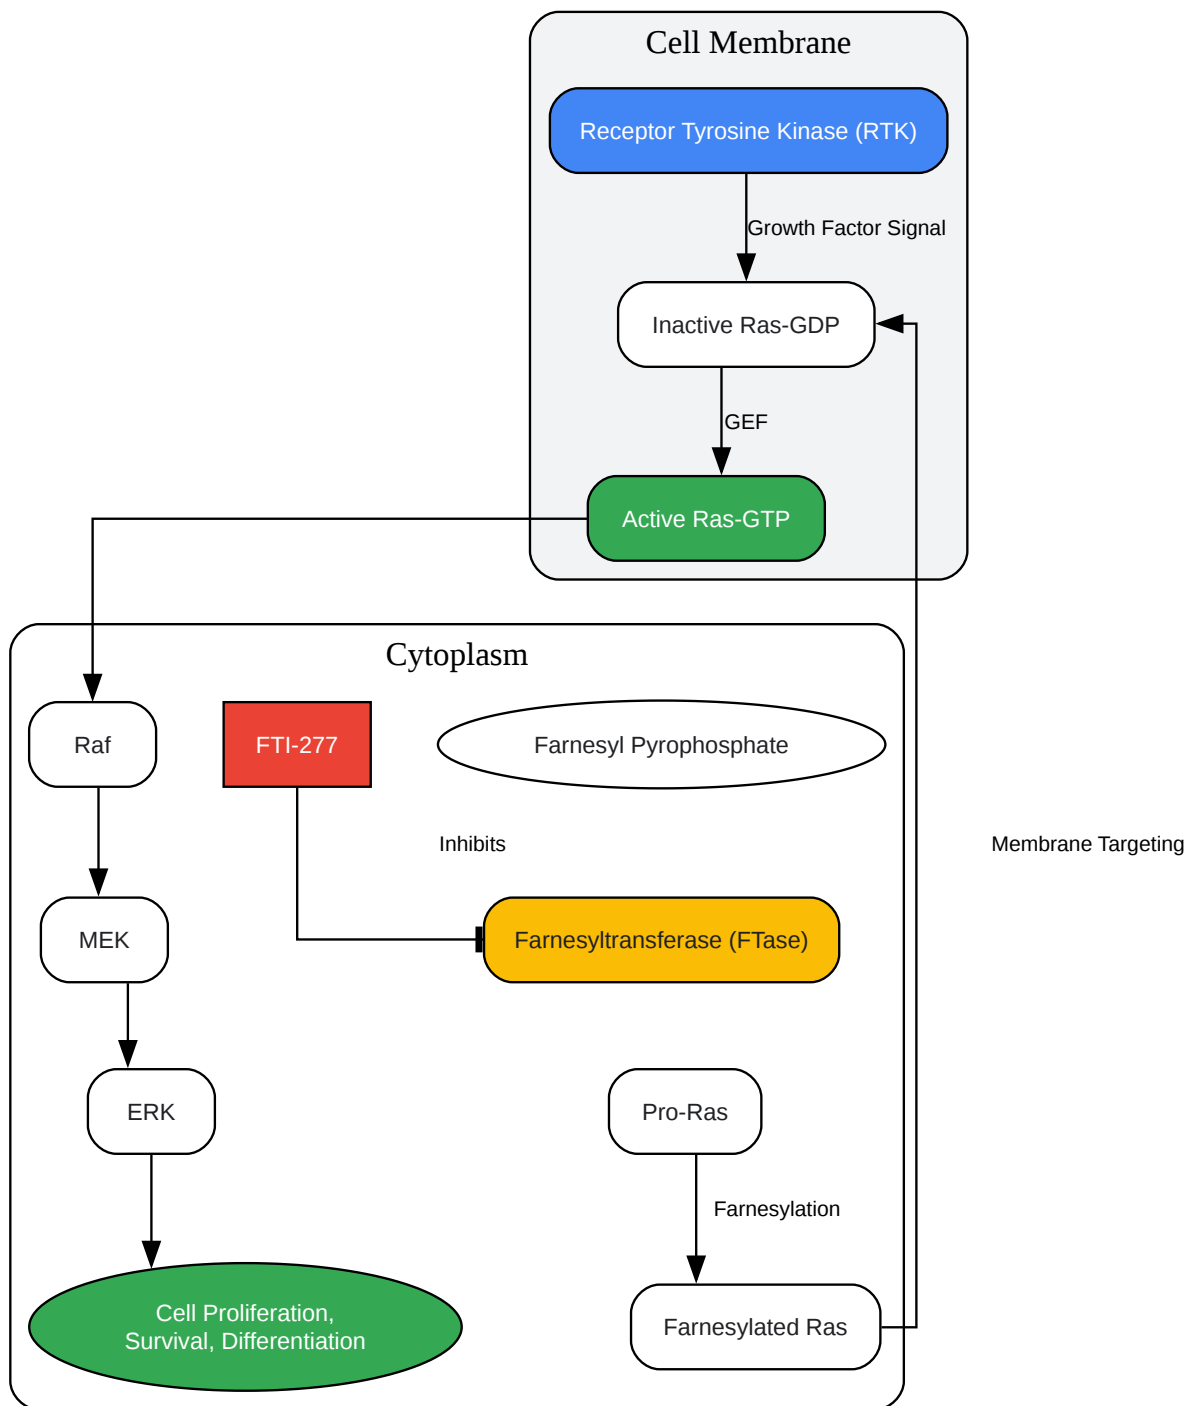 Cell Membrane
Receptor Tyrosine Kinase (RTK)
Growth Factor Signal
Inactive Ras-GDP
GEF
Active Ras-GTP
Cytoplasm
Raf
FTI-277
Farnesyl Pyrophosphate
Inhibits
Membrane Targeting
MEK
Farnesyltransferase (FTase)
ERK
Pro-Ras
Farnesylation
Cell Proliferation,
Survival, Differentiation
Farnesylated Ras